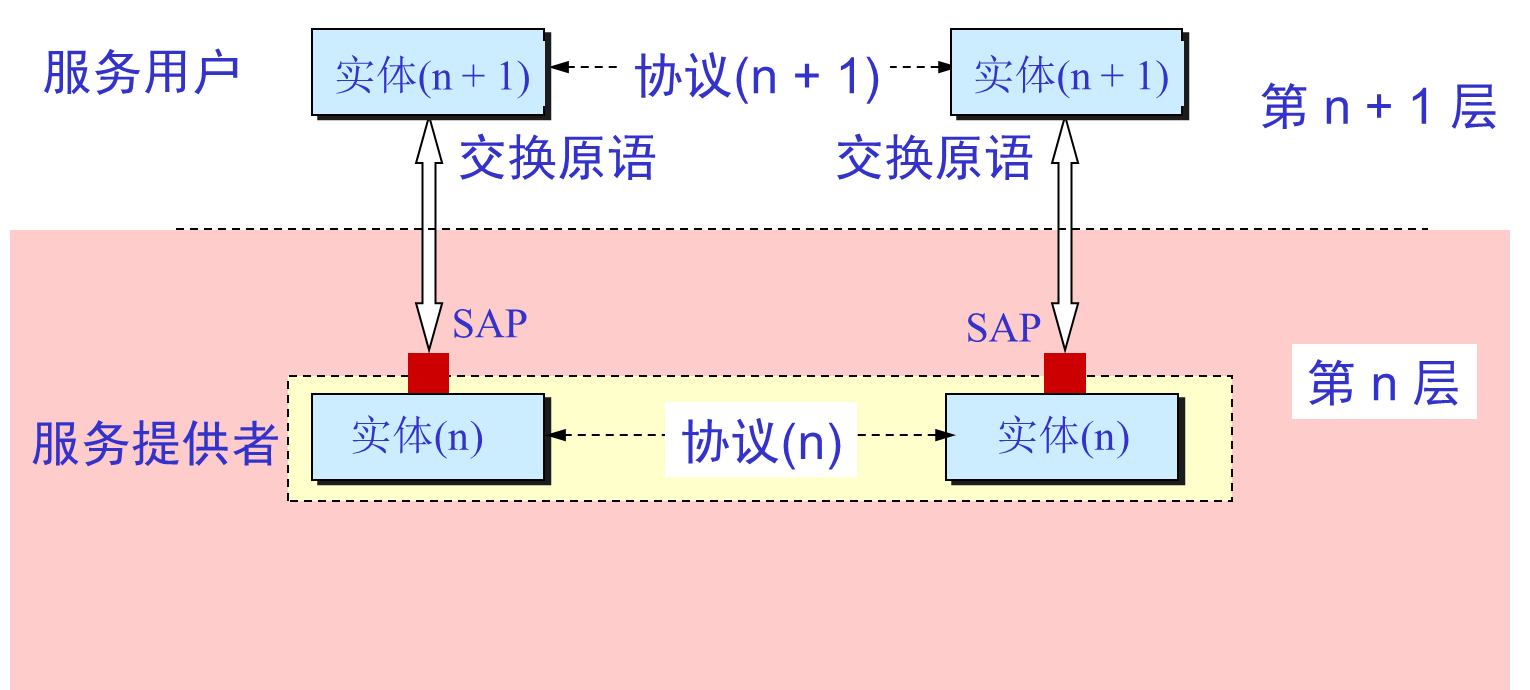 服务用户
实体(n + 1)
协议(n + 1)
实体(n + 1)
第 n + 1 层
交换原语
交换原语
SAP
SAP
第 n 层
服务提供者
实体(n)
协议(n)
实体(n)